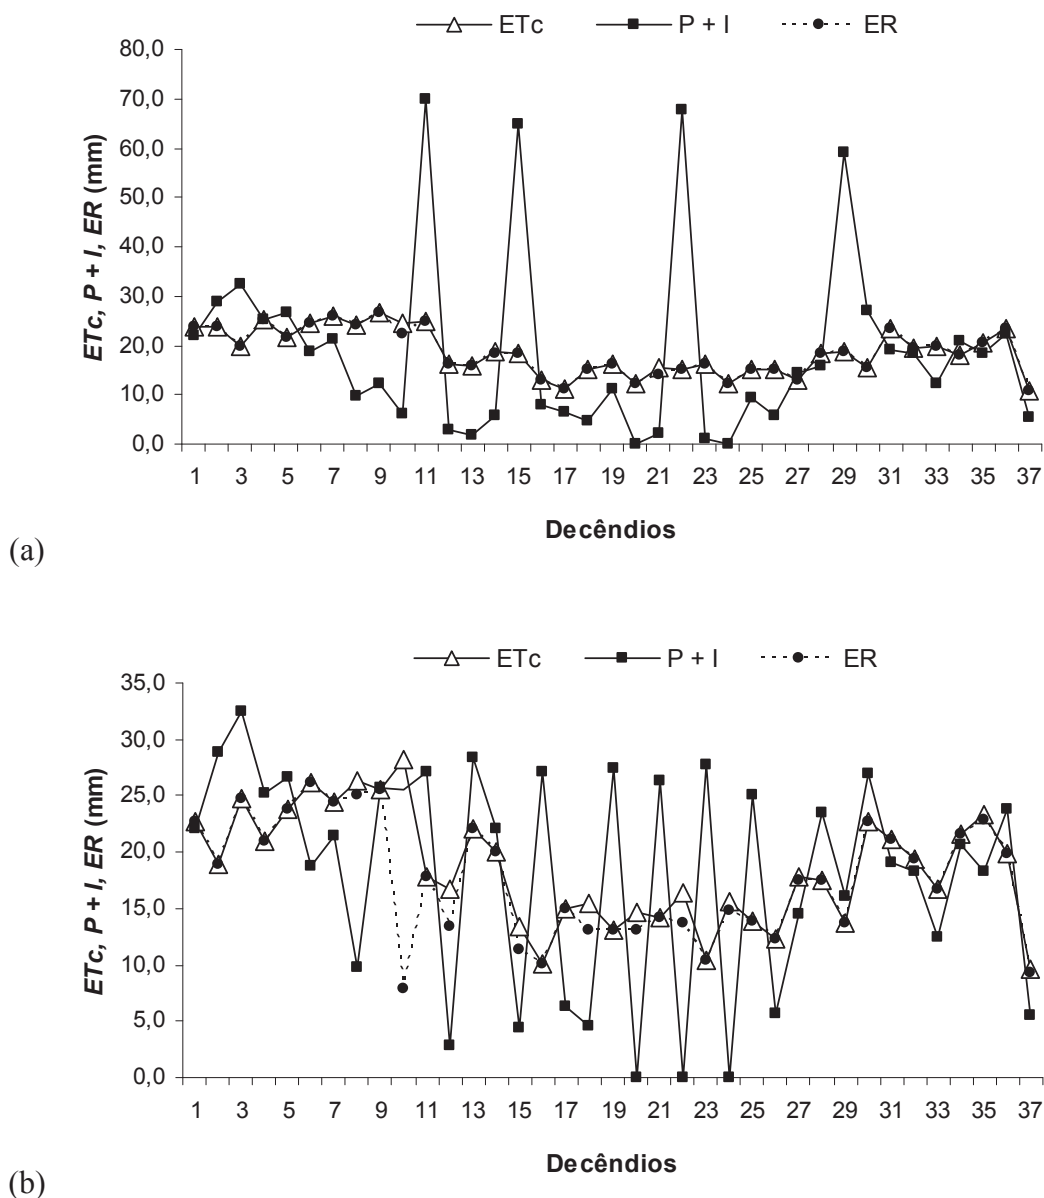 ETc P + I ER
80,0
70,0
60,0
50,0
40,0
30,0
20,0
10,0
0,0
ETc, P + I, ER (mm)
1 3 5 7 9 11 13 15 17 19 21 23 25 27 29 31 33 35 37
Decêndios
(a)
ETc P + I ER
35,0
30,0
25,0
20,0
15,0
10,0
5,0
0,0
ETc, P + I, ER (mm)
1 3 5 7 9 11 13 15 17 19 21 23 25 27 29 31 33 35 37
Decêndios
(b)